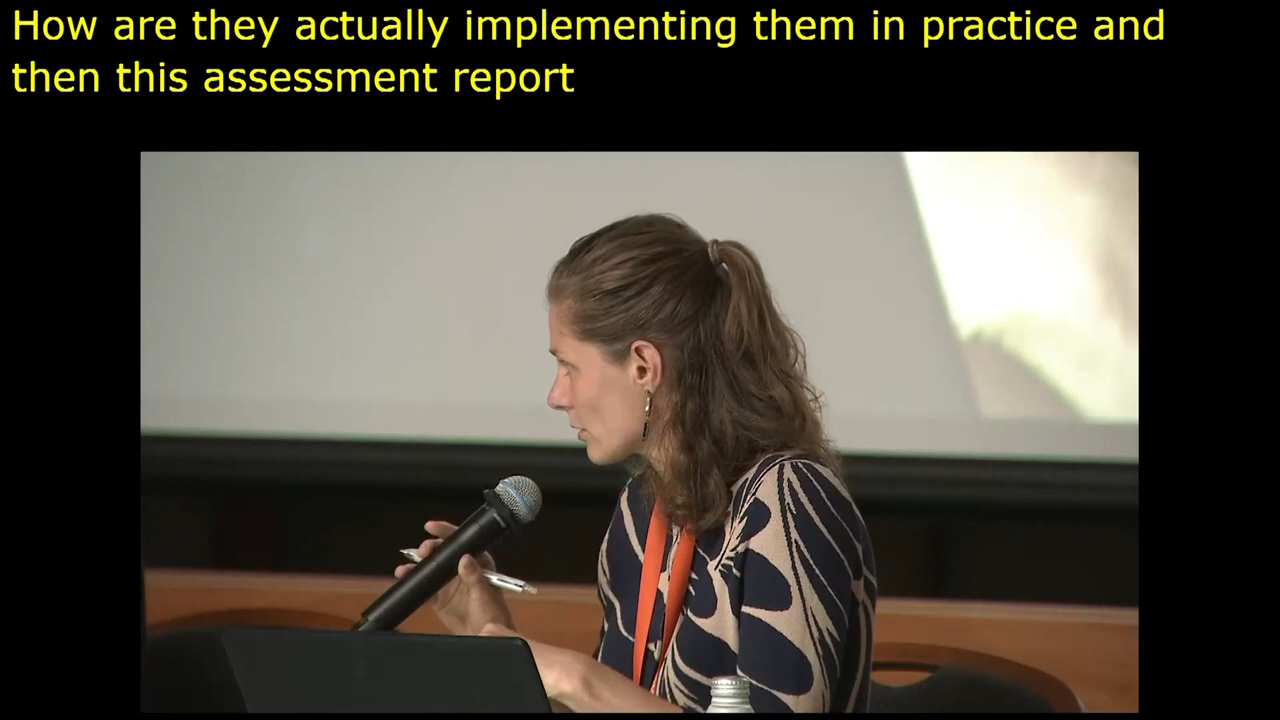 How are they actually implementing them in practice and
then this assessment report